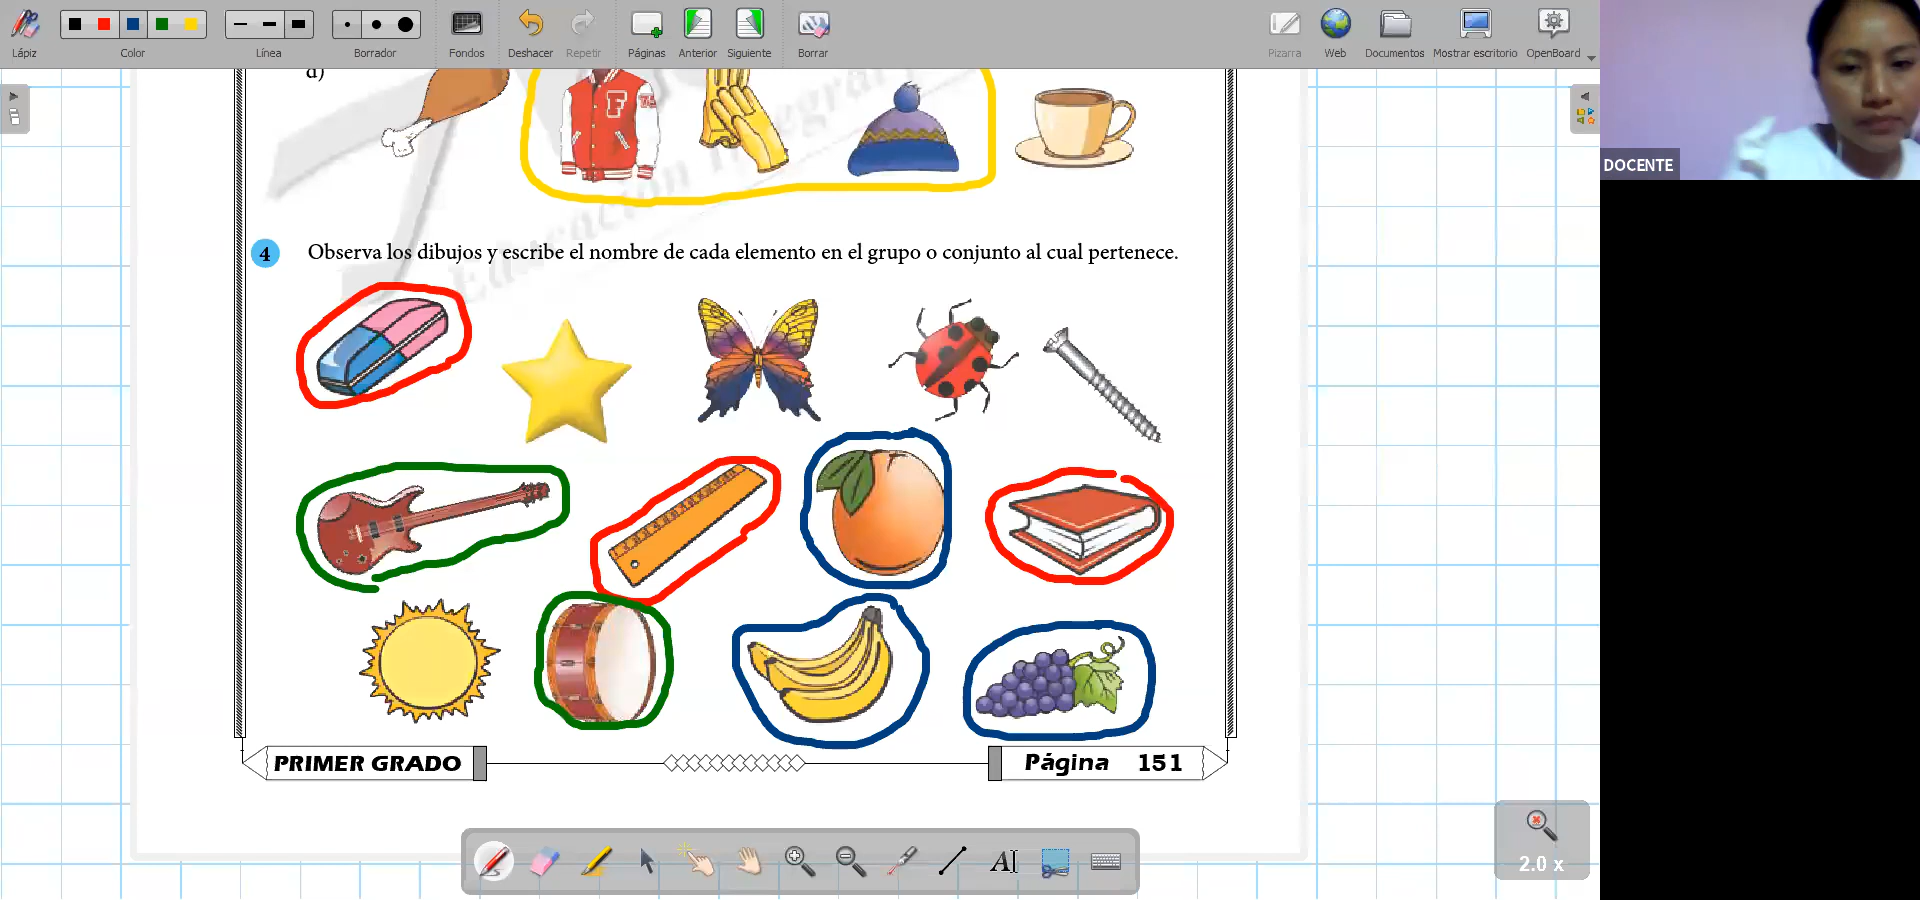 Lápiz
Color
Línea
Borrador
Fondos
Deshacer
Repetir
Páginas
Anterior
Siguiente
Borrar
Pizarra
Web
Documentos
Mostrar escritorio
OpenBoard
DOCENTE
d)
F
Educación Integral
4 Observa los dibujos y escribe el nombre de cada elemento en el grupo o conjunto al cual pertenece.
PRIMER GRADO
Página 151
A
2.0 x